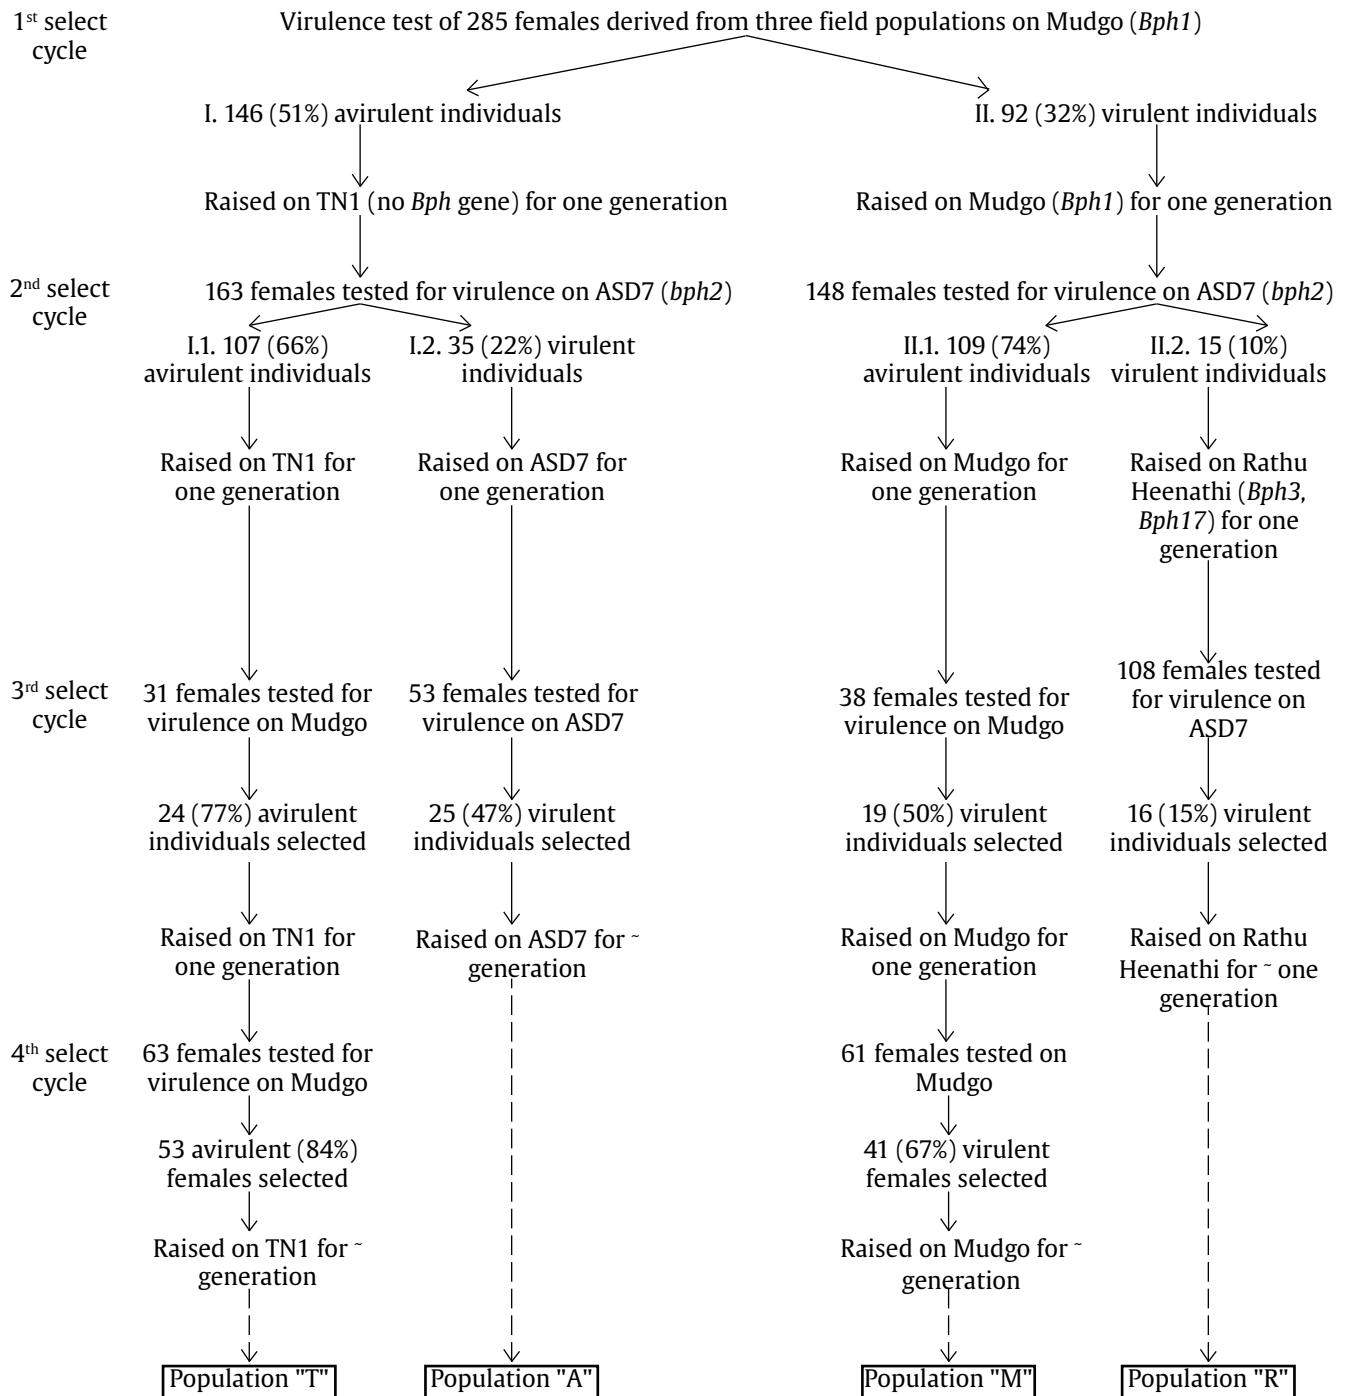 1st select
cycle
Virulence test of 285 females derived from three field populations on Mudgo (Bph1)
I. 146 (51%) avirulent individuals
II. 92 (32%) virulent individuals
Raised on TN1 (no Bph gene) for one generation
Raised on Mudgo (Bph1) for one generation
2nd select
cycle
163 females tested for virulence on ASD7 (bph2)
148 females tested for virulence on ASD7 (bph2)
I.1. 107 (66%)
avirulent individuals
I.2. 35 (22%) virulent
individuals
II.1. 109 (74%)
avirulent individuals
II.2. 15 (10%)
virulent individuals
Raised on TN1 for
one generation
Raised on ASD7 for
one generation
Raised on Mudgo for
one generation
Raised on Rathu
Heenathi (Bph3,
Bph17) for one
generation
3rd select
cycle
31 females tested for
virulence on Mudgo
53 females tested for
virulence on ASD7
38 females tested for
virulence on Mudgo
108 females tested
for virulence on
ASD7
24 (77%) avirulent
individuals selected
25 (47%) virulent
individuals selected
19 (50%) virulent
individuals selected
16 (15%) virulent
individuals selected
Raised on TN1 for
one generation
Raised on ASD7 for ~
generation
Raised on Mudgo for
one generation
Raised on Rathu
Heenathi for ~ one
generation
4th select
cycle
63 females tested for
virulence on Mudgo
61 females tested on
Mudgo
53 avirulent (84%)
females selected
41 (67%) virulent
females selected
Raised on TN1 for ~
generation
Raised on Mudgo for ~
generation
Population "T"
Population "A"
Population "M"
Population "R"